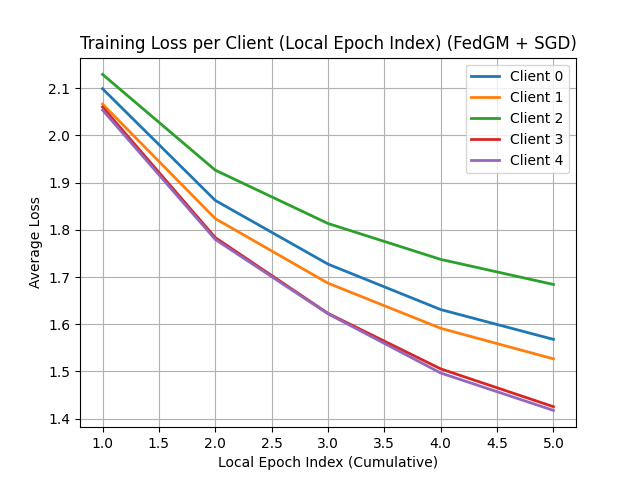 Training Loss per Client (Local Epoch Index) (FedGM + SGD)
Client 0
Client 1
Client 2
Client 3
Client 4
Average Loss
2.1
2.0
1.9
1.8
1.7
1.6
1.5
1.4
1.0 1.5 2.0 2.5 3.0 3.5 4.0 4.5 5.0
Local Epoch Index (Cumulative)